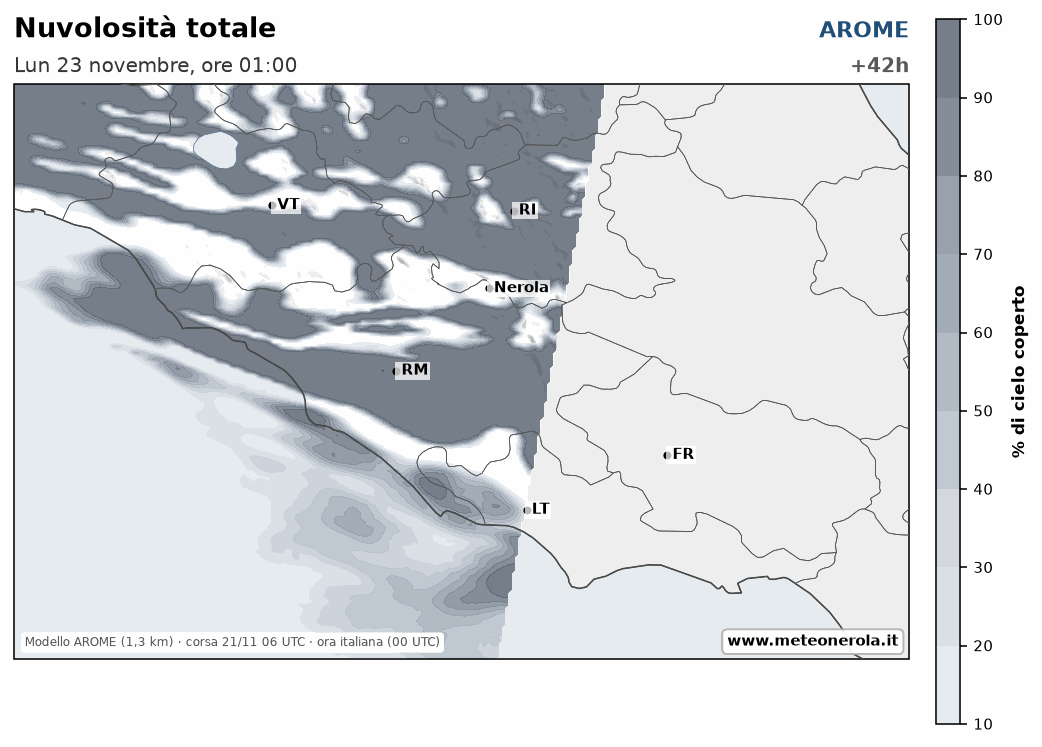 Nuvolosità totale
AROME
Lun 23 novembre, ore 01:00
+42h
VT
RI
Nerola
RM
FR
LT
Modello AROME (1,3 km) · corsa 21/11 06 UTC · ora italiana (00 UTC)
www.meteonerola.it
100
90
80
70
60
50
40
30
20
10
% di cielo coperto